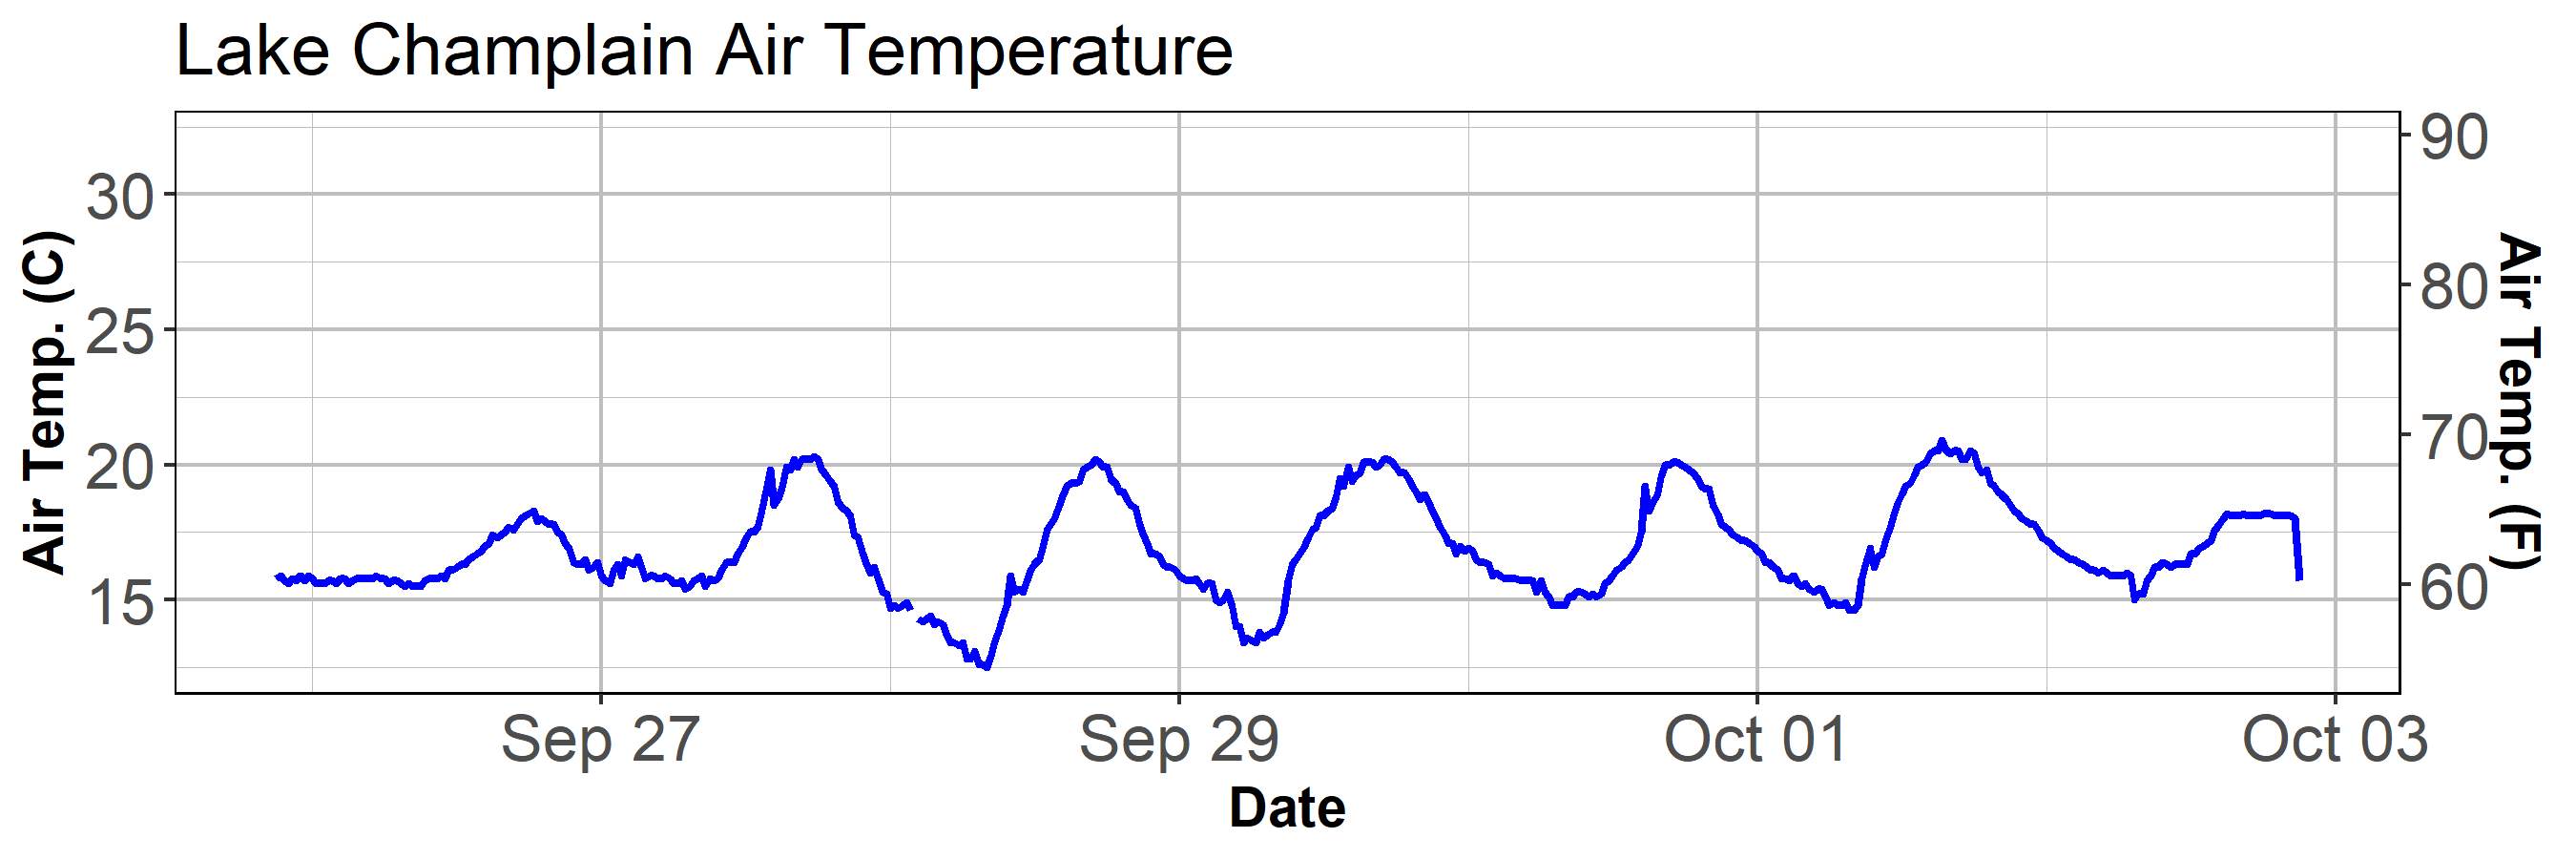 Lake Champlain Air Temperature
Air Temp. (C)
30
25
20
15
90
80
70
60
Air Temp. (F)
Sep 27
Sep 29
Oct 01
Oct 03
Date